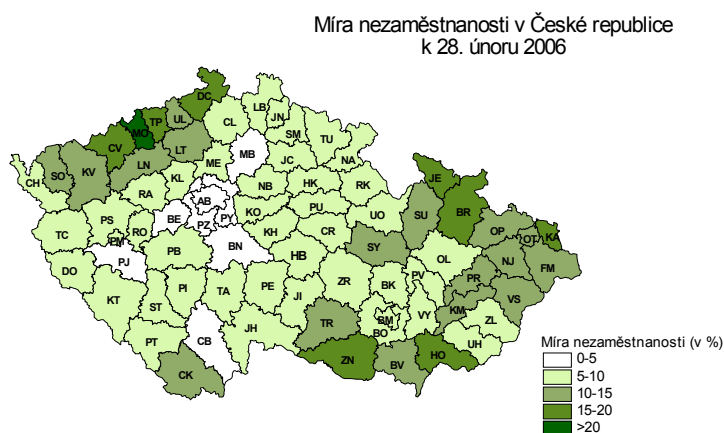 Míra nezaměstnanosti v České republice
k 28. únoru 2006
DC
LB
TP
UL
JN
MO
CL
SM
TU
CV
LT
MB
LN
ME
JC
NA
SO
KV
KL
JE
CH
RA
AB
NB
HK
RK
BE
PY
KO
PU
UO
SU
BR
PS
RO
PZ
OP
KA
TC
PM
KH
CR
OT
PJ
BN
SY
OL
NJ
PB
HB
FM
DO
PV
PR
KT
PI
TA
PE
JI
ZR
BK
VS
ST
KM
TR
BM
VY
ZL
PT
CB
JH
BO
UH
ZN
BV
HO
CK
Míra nezaměstnanosti (v %)
0-5
5-10
10-15
15-20
>20